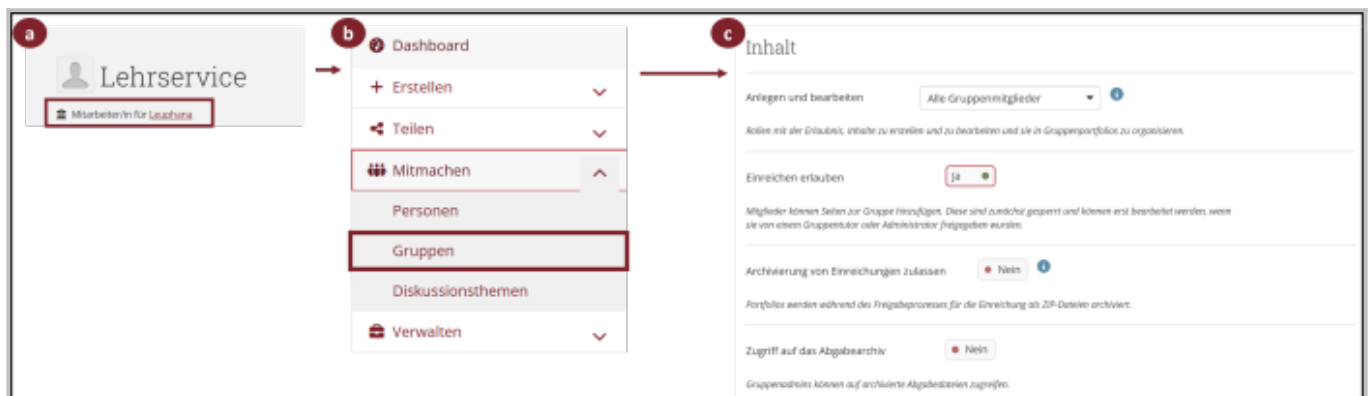 a
Lehrservice
Mitarbeiter/in für Leuphana
b
Dashboard
Erstellen
Teilen
Mitmachen
Personen
Gruppen
Diskussionsthemen
Verwalten
c
Inhalt
Anlegen und bearbeiten Alle Gruppenmitglieder
Rollen mit der Erlaubnis, Inhalte zu erstellen und zu bearbeiten und sie in Gruppenportfolios zu organisieren.
Einreichen erlauben Ja
Mitglieder können Seiten zur Gruppe hinzufügen. Diese sind zunächst gesperrt und können erst bearbeitet werden, wenn
sie von einem Gruppentutor oder Administrator freigegeben wurden.
Archivierung von Einreichungen zulassen Nein
Portfolios werden während des Freigabeprozesses für die Einreichung als ZIP-Dateien archiviert.
Zugriff auf das Abgabearchiv Nein
Gruppenadmins können auf archivierte Abgabedateien zugreifen.